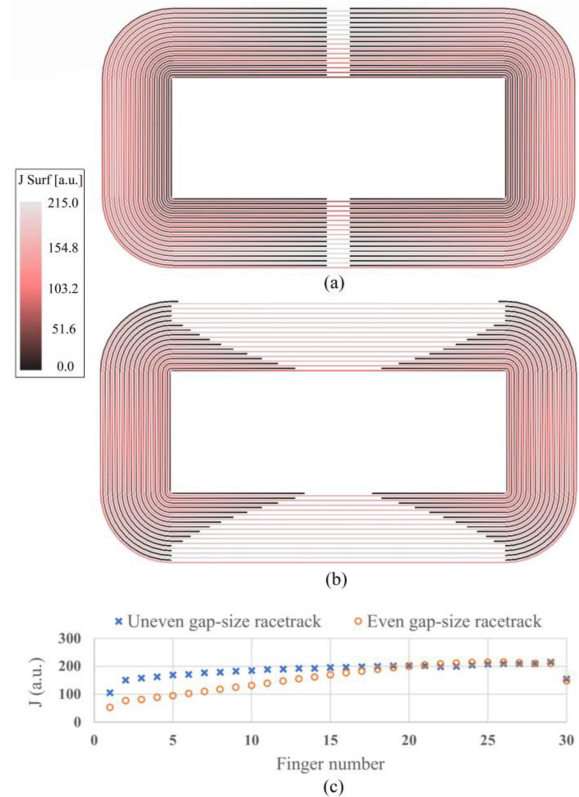 J Surf [a.u.]
215.0
154.8
103.2
51.6
0.0
(a)
(b)
× Uneven gap-size racetrack ○ Even gap-size racetrack
300
200
100
0
J (a.u.)
0 5 10 15 20 25 30
Finger number
(c)